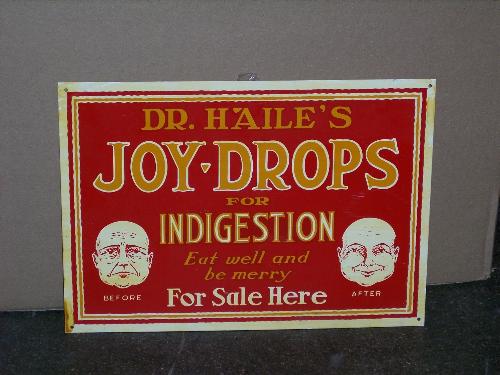 DR. HAILE'S
JOY·DROPS
FOR
INDIGESTION
Eat well and
be merry
For Sale Here
BEFORE
AFTER